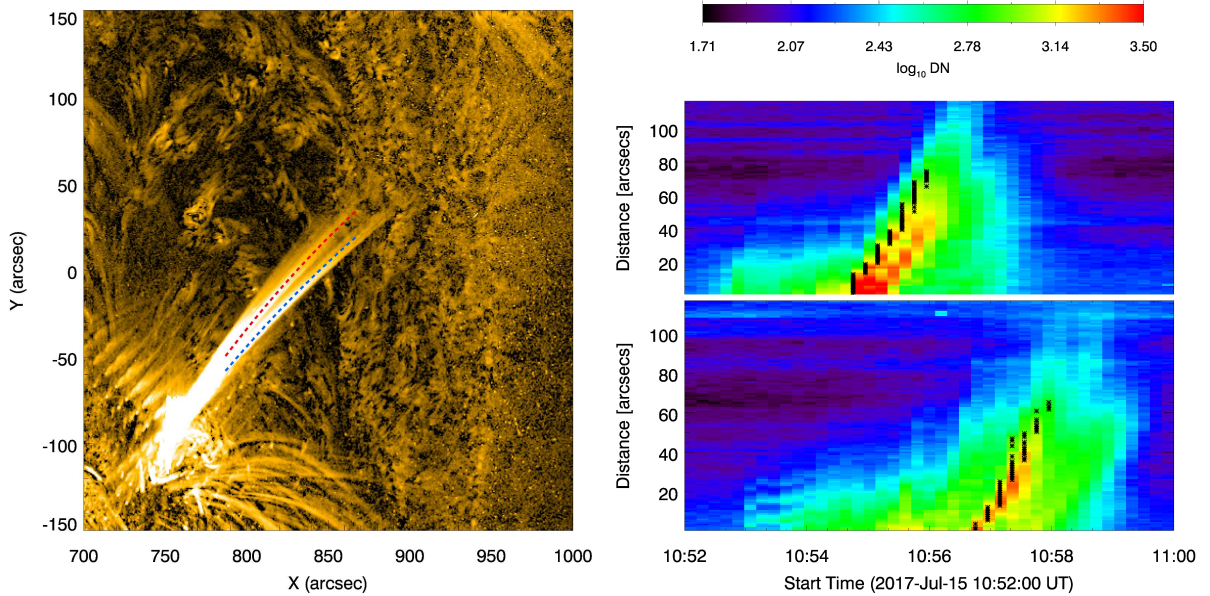 150
100
50
0
-50
-100
-150
Y (arcsec)
700 750 800 850 900 950 1000
X (arcsec)
1.71 2.07 2.43 2.78 3.14 3.50
log₁₀ DN
100
80
60
40
20
Distance [arcsecs]
100
80
60
40
20
Distance [arcsecs]
10:52 10:54 10:56 10:58 11:00
Start Time (2017-Jul-15 10:52:00 UT)